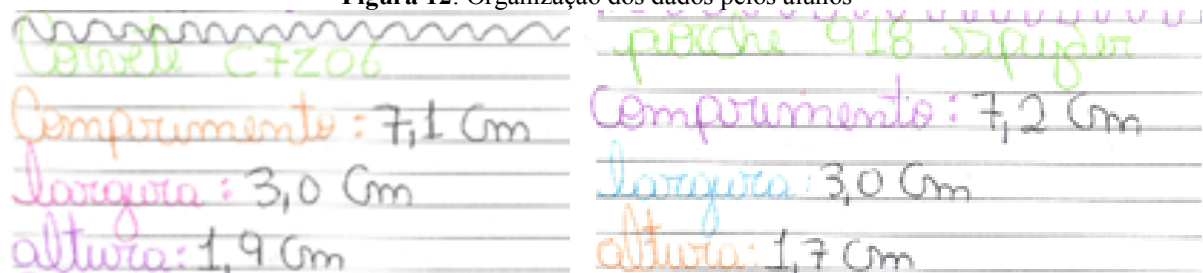 Figura 12: Organização dos dados pelos alunos
Corvete C7Z06
Comprimento: 7,1 Cm
largura: 3,0 Cm
altura: 1,9 Cm
porche 918 Spayder
Comprimento: 7,2 Cm
largura: 3,0 Cm
altura: 1,7 Cm